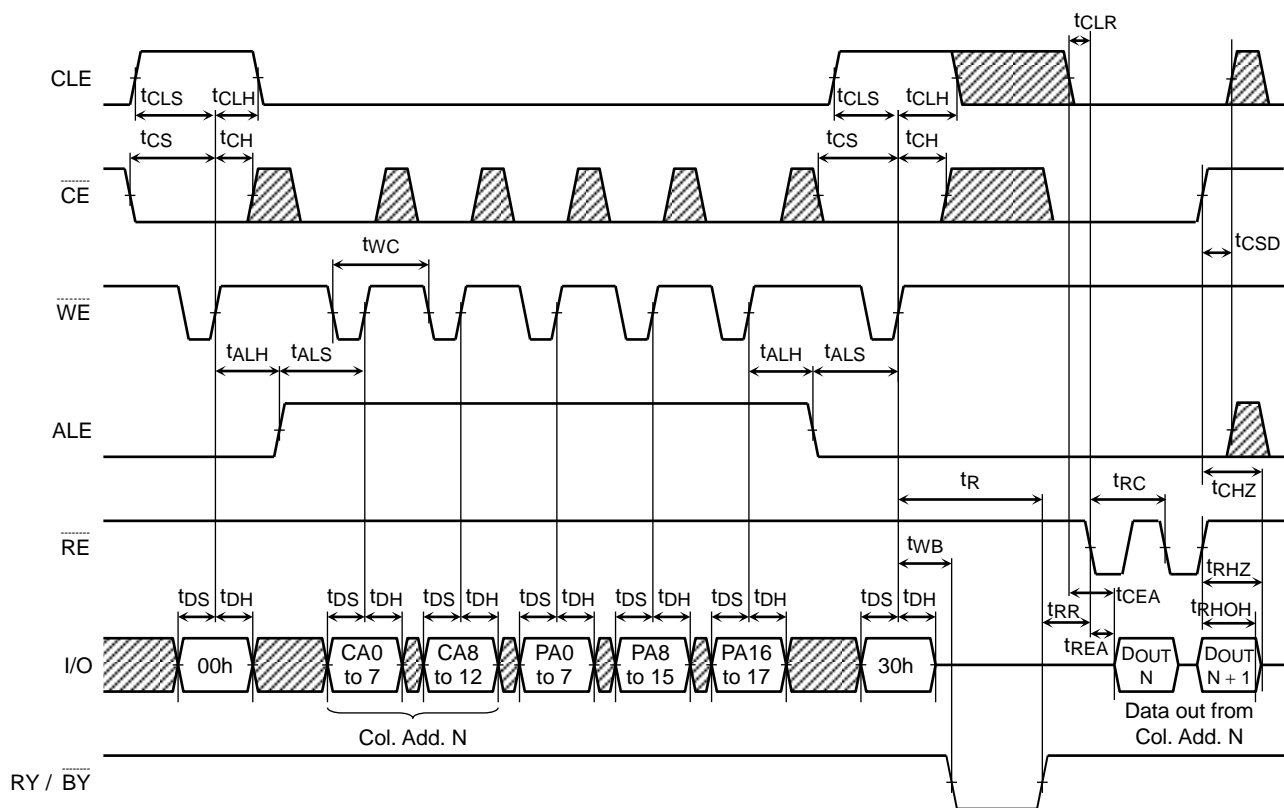 tCLR
CLE
tCLS tCLH tCLS tCLH
tCS tCH tCS tCH
CE
tWC tCSD
WE
tALH tALS tALH tALS
ALE
tR tRC tCHZ
RE
tWB tRHZ
tDS tDH tDS tDH tDS tDH tDS tDH tDS tDH tDS tDH tDS tDH tCEA
tRR tRHOH
tREA
I/O 00h CA0 to 7 CA8 to 12 PA0 to 7 PA8 to 15 PA16 to 17 30h DOUT N DOUT N + 1
Col. Add. N
Data out from
Col. Add. N
RY / BY